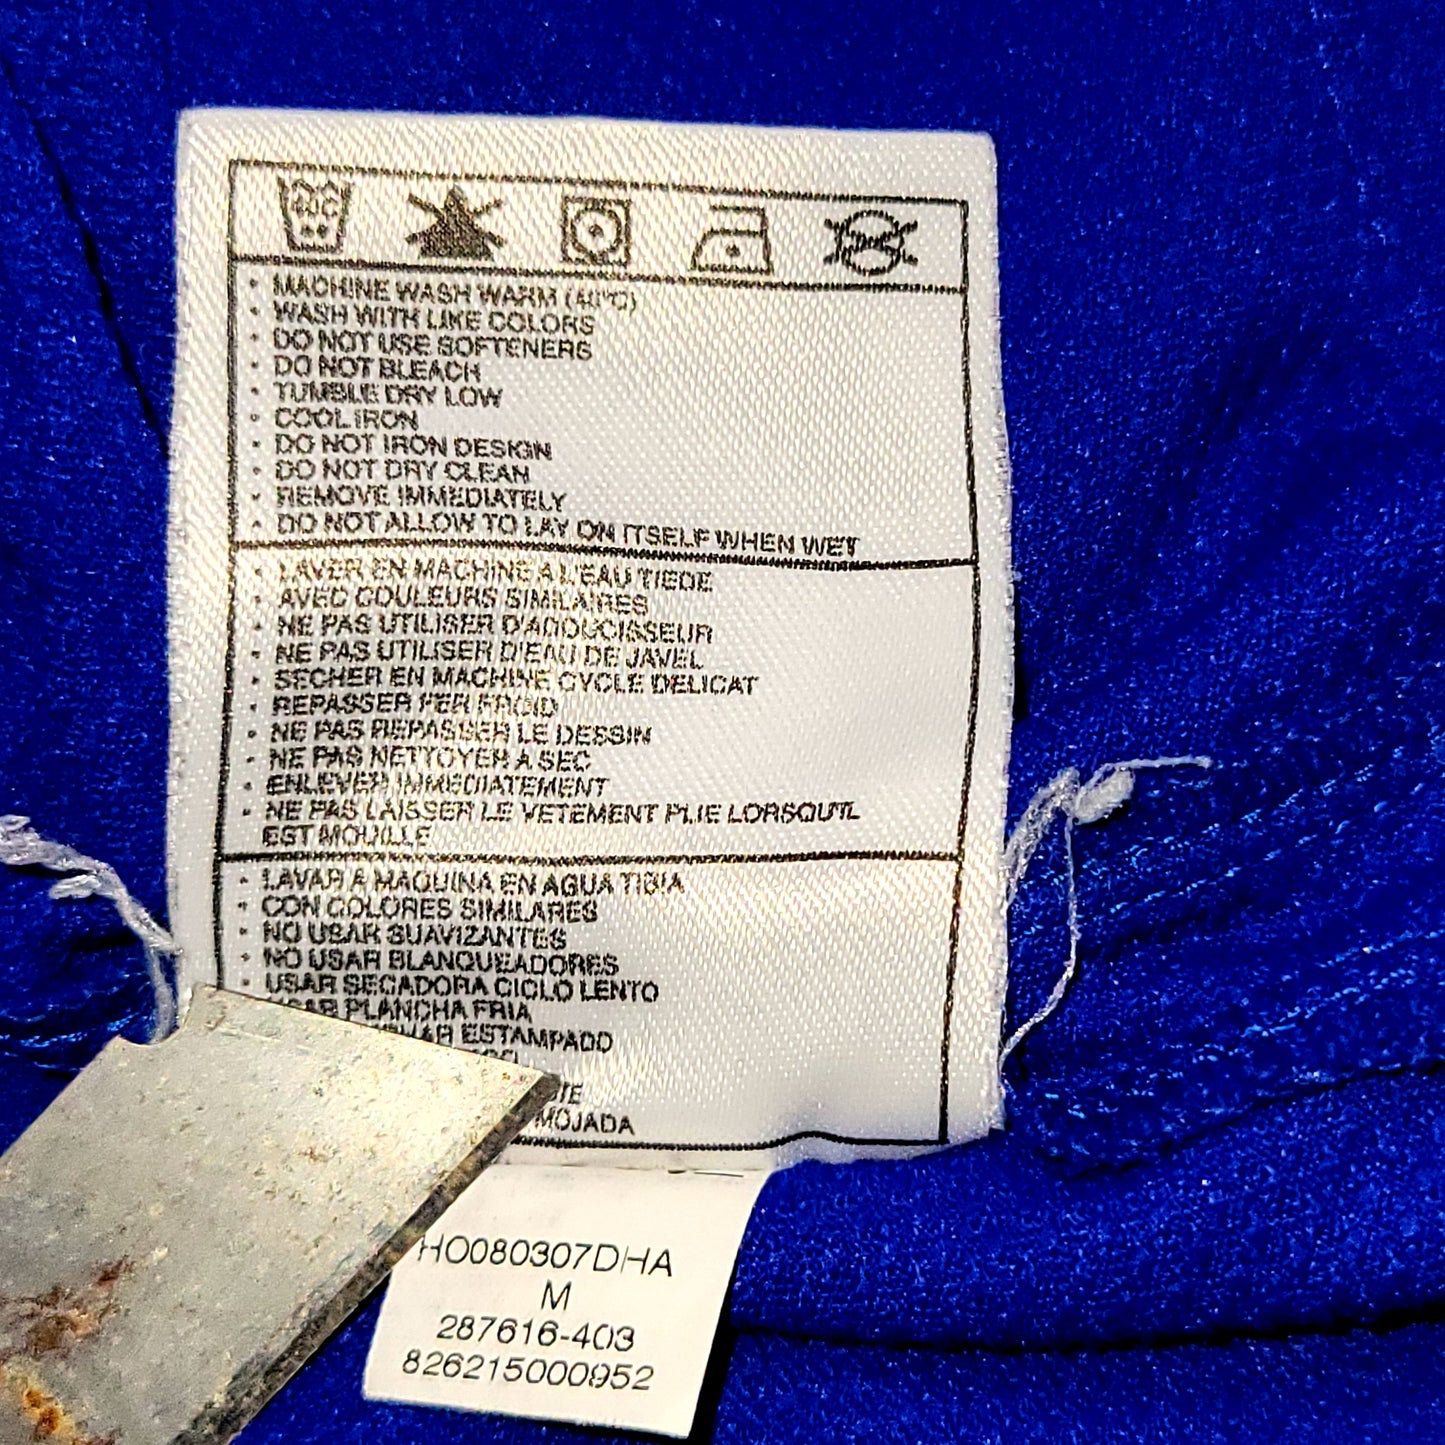 40C
• MACHINE WASH WARM (40°C)
• WASH WITH LIKE COLORS
• DO NOT USE SOFTENERS
• DO NOT BLEACH
• TUMBLE DRY LOW
• COOL IRON
• DO NOT IRON DESIGN
• DO NOT DRY CLEAN
• REMOVE IMMEDIATELY
• DO NOT ALLOW TO LAY ON ITSELF WHEN WET
• LAVER EN MACHINE A L'EAU TIEDE
• AVEC COULEURS SIMILAIRES
• NE PAS UTILISER D'ADOUCISSEUR
• NE PAS UTILISER D'EAU DE JAVEL
• SECHER EN MACHINE CYCLE DELICAT
• REPASSER FER FROID
• NE PAS REPASSER LE DESSIN
• NE PAS NETTOYER A SEC
• ENLEVER IMMEDIATEMENT
• NE PAS LAISSER LE VETEMENT PLIE LORSQU'IL
EST MOUILLE
• LAVAR A MAQUINA EN AGUA TIBIA
• CON COLORES SIMILARES
• NO USAR SUAVIZANTES
• NO USAR BLANQUEADORES
• USAR SECADORA CICLO LENTO
USAR PLANCHA FRIA
ESTAMPADO
MOJADA
HO080307DHA
M
287616-403
826215000952